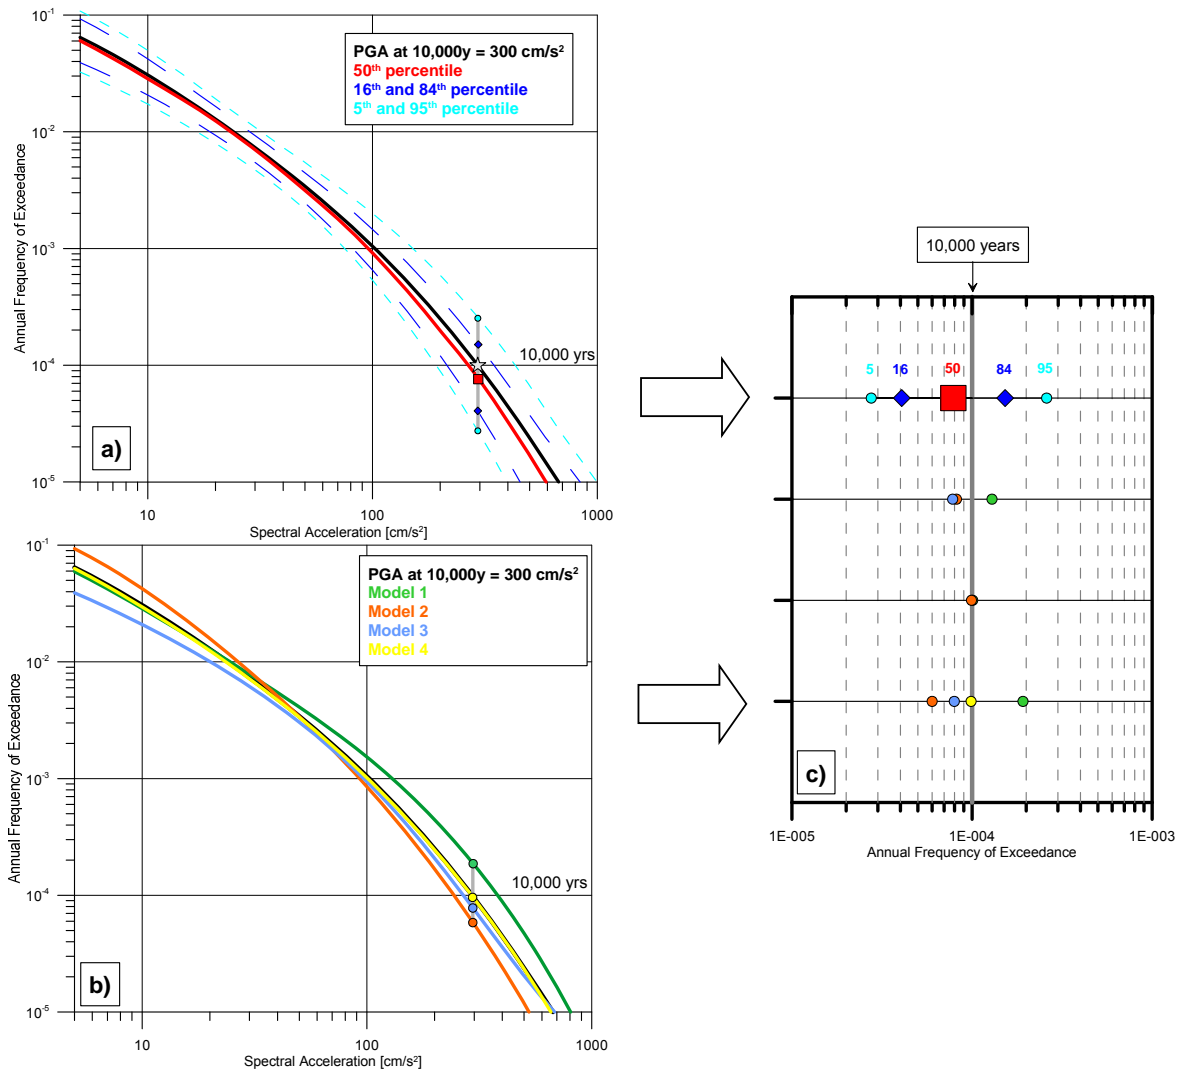 10⁻¹
10⁻²
10⁻³
10⁻⁴
10⁻⁵
Annual Frequency of Exceedance
PGA at 10,000y = 300 cm/s²
50th percentile
16th and 84th percentile
5th and 95th percentile
10,000 yrs
a)
10
100
1000
Spectral Acceleration [cm/s²]
10⁻¹
10⁻²
10⁻³
10⁻⁴
10⁻⁵
Annual Frequency of Exceedance
PGA at 10,000y = 300 cm/s²
Model 1
Model 2
Model 3
Model 4
10,000 yrs
b)
10
100
1000
Spectral Acceleration [cm/s²]
10,000 years
5 16 50 84 95
c)
1E-005 1E-004 1E-003
Annual Frequency of Exceedance